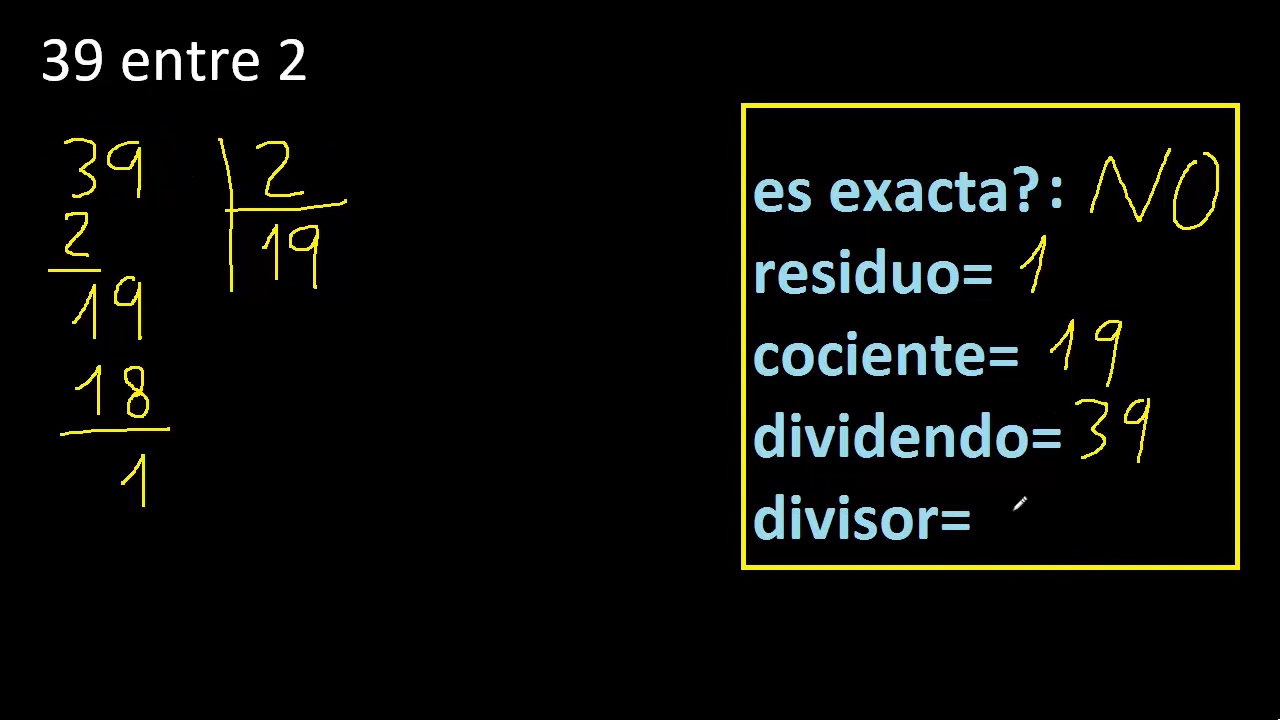 39 entre 2
39 2
2 19
19
18
1
es exacta?: NO
residuo= 1
cociente= 19
dividendo= 39
divisor=